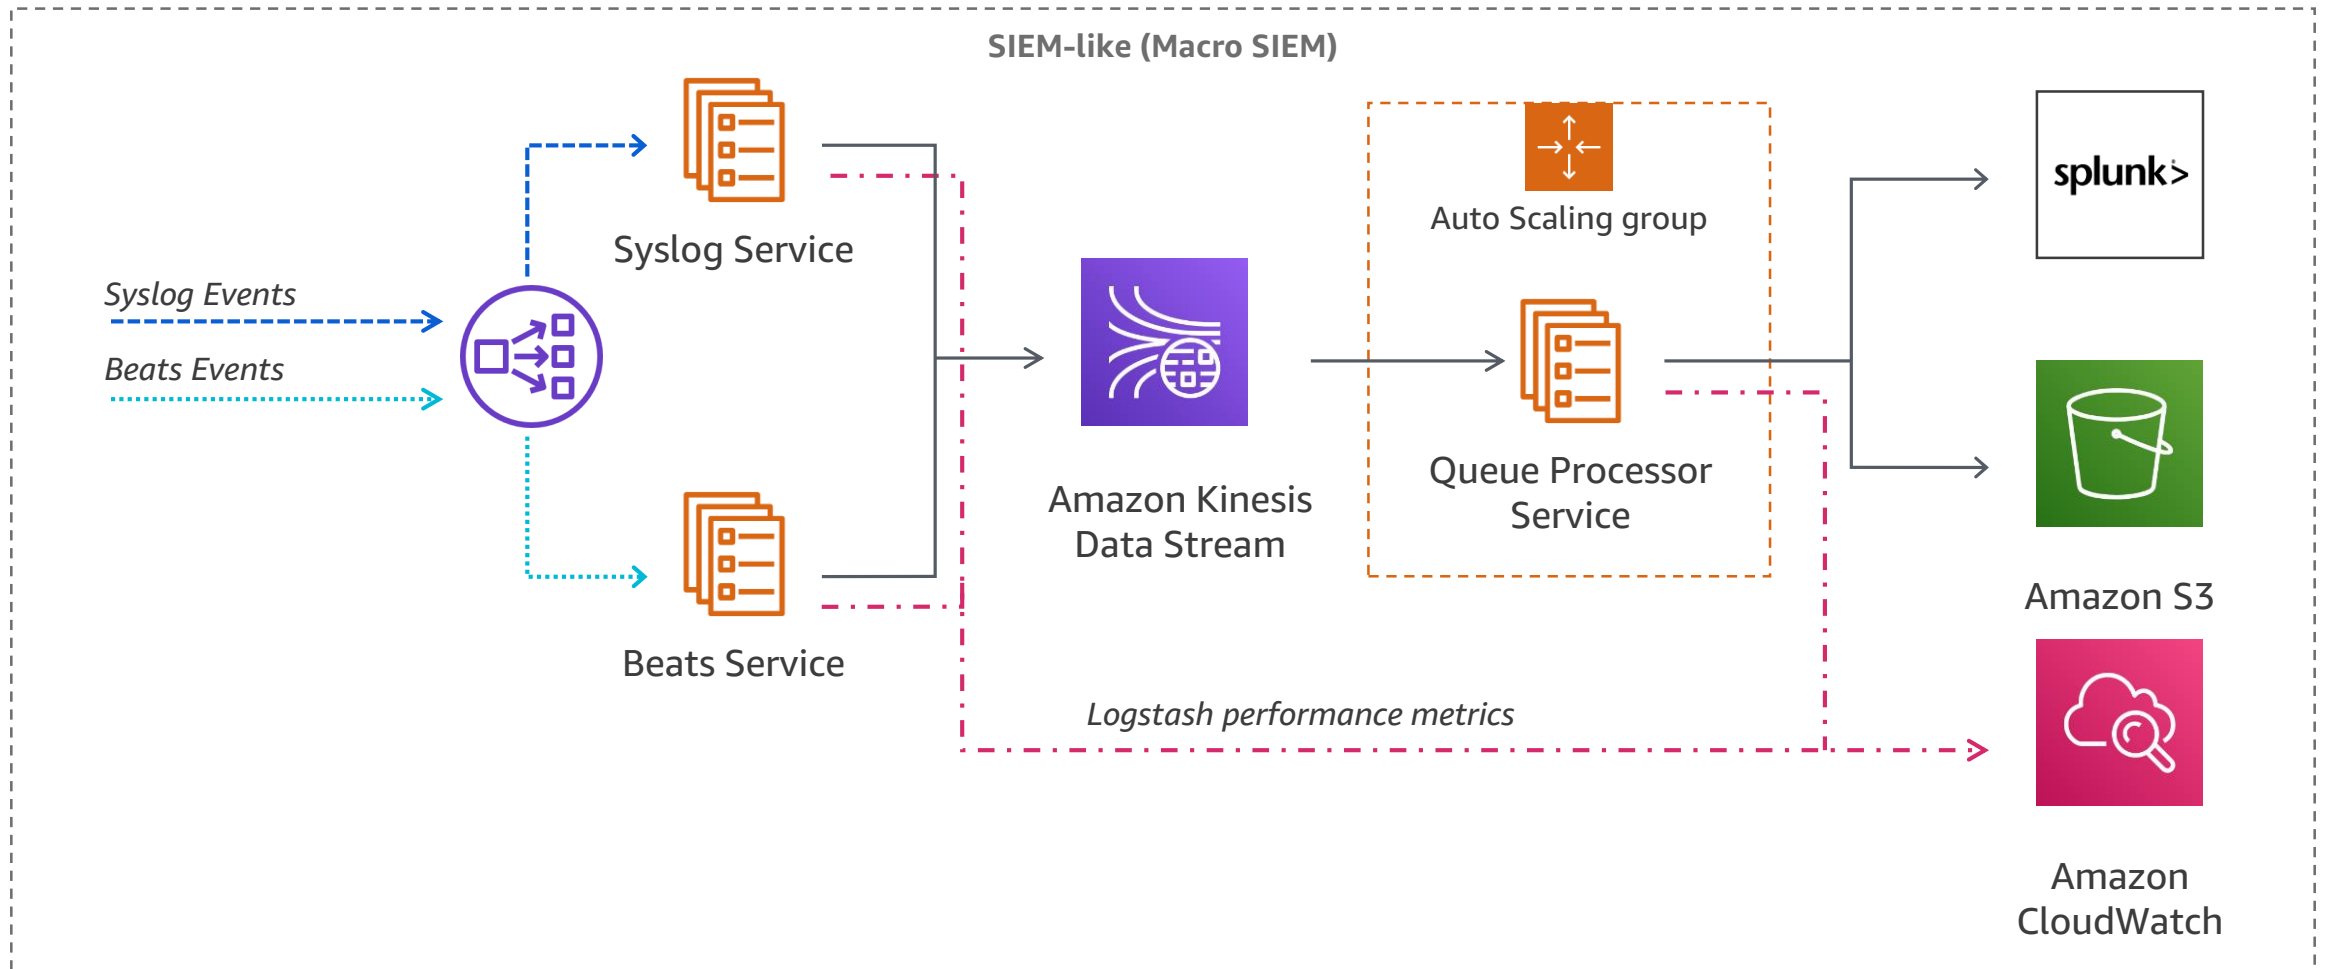 SIEM-like (Macro SIEM)
Syslog Events
Beats Events
Syslog Service
Beats Service
Amazon Kinesis
Data Stream
Auto Scaling group
Queue Processor
Service
Logstash performance metrics
splunk>
Amazon S3
Amazon
CloudWatch